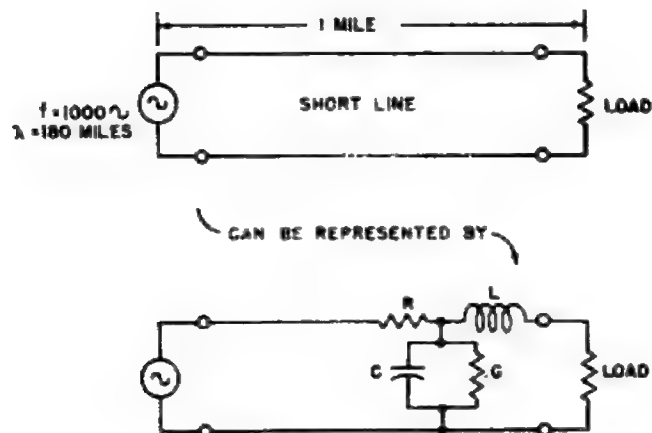 1 MILE
SHORT LINE
f=1000~
λ=180 MILES
LOAD
CAN BE REPRESENTED BY
R
L
C
G
LOAD